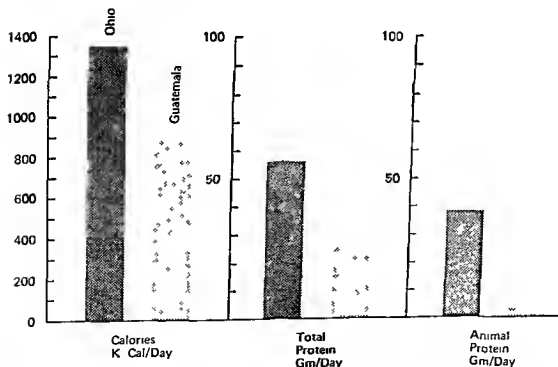 Ohio
Guatemala
1400
1200
1000
800
600
400
200
0
100
50
100
50
Calories
K Cal/Day
Total
Protein
Gm/Day
Animal
Protein
Gm/Day